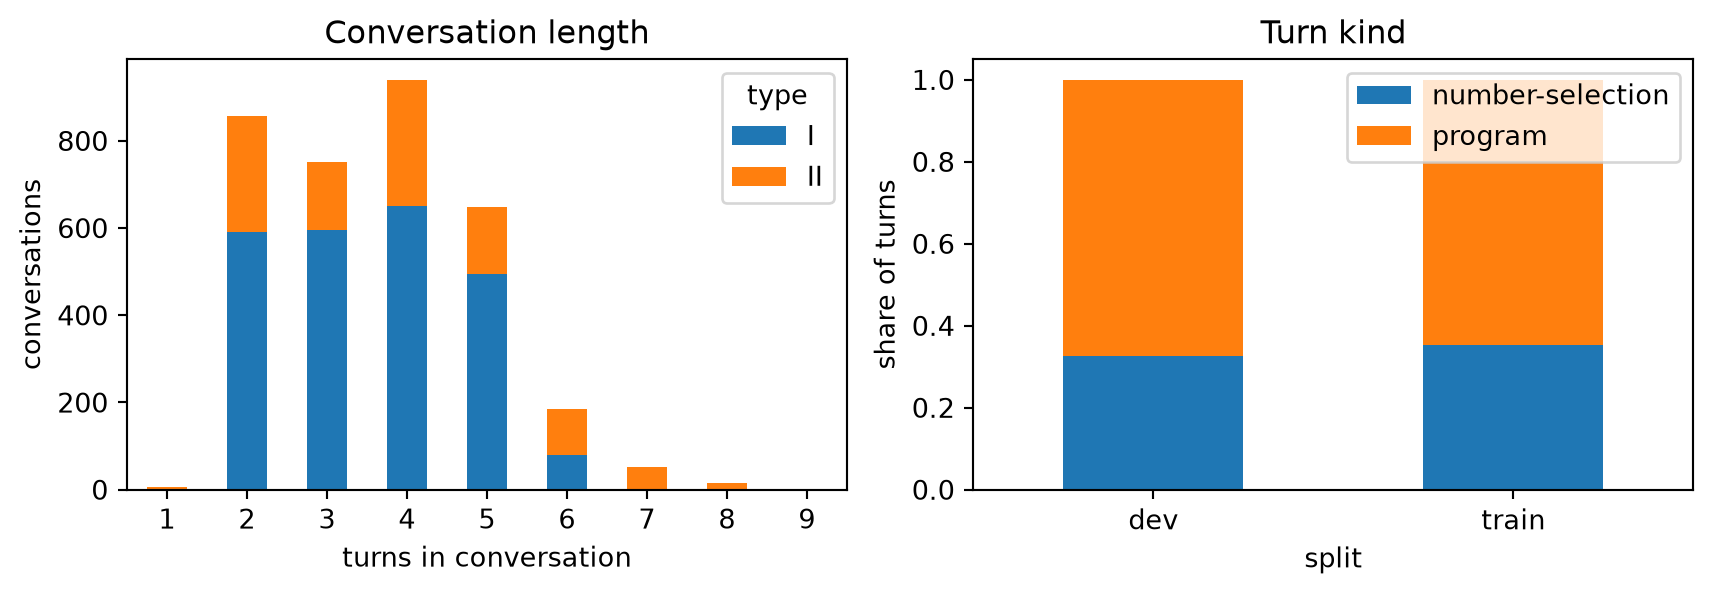 Conversation length
conversations
800
600
400
200
0
type
I
II
1 2 3 4 5 6 7 8 9
turns in conversation
Turn kind
share of turns
1.0
0.8
0.6
0.4
0.2
0.0
number-selection
program
dev train
split